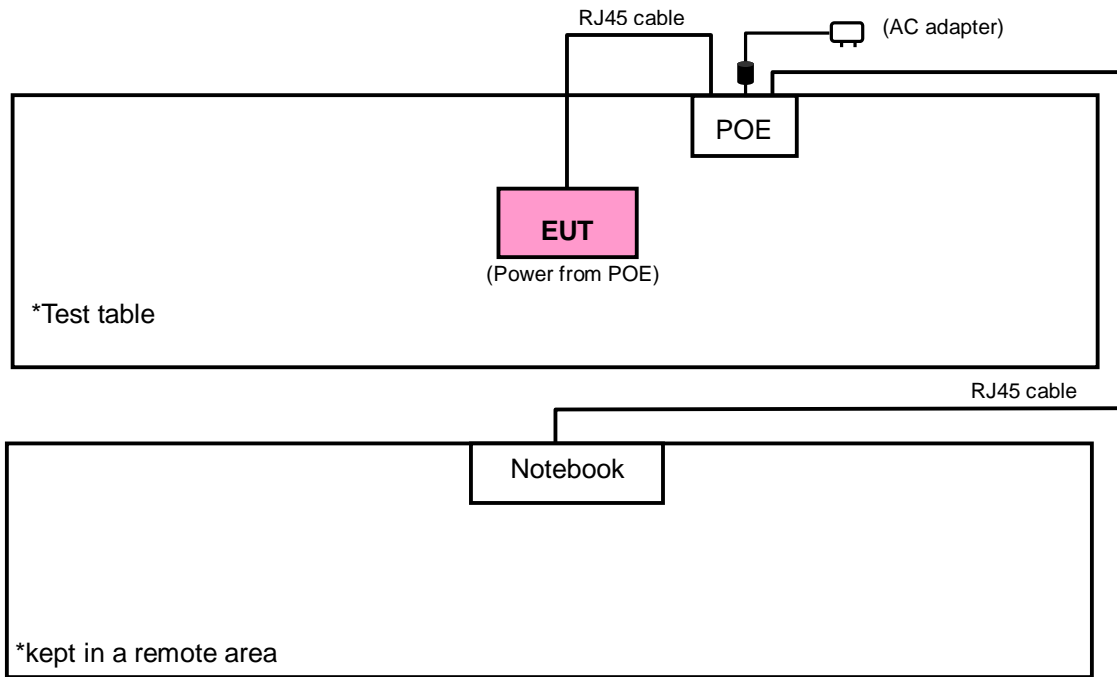 RJ45 cable
(AC adapter)
POE
EUT
(Power from POE)
*Test table
RJ45 cable
Notebook
*kept in a remote area